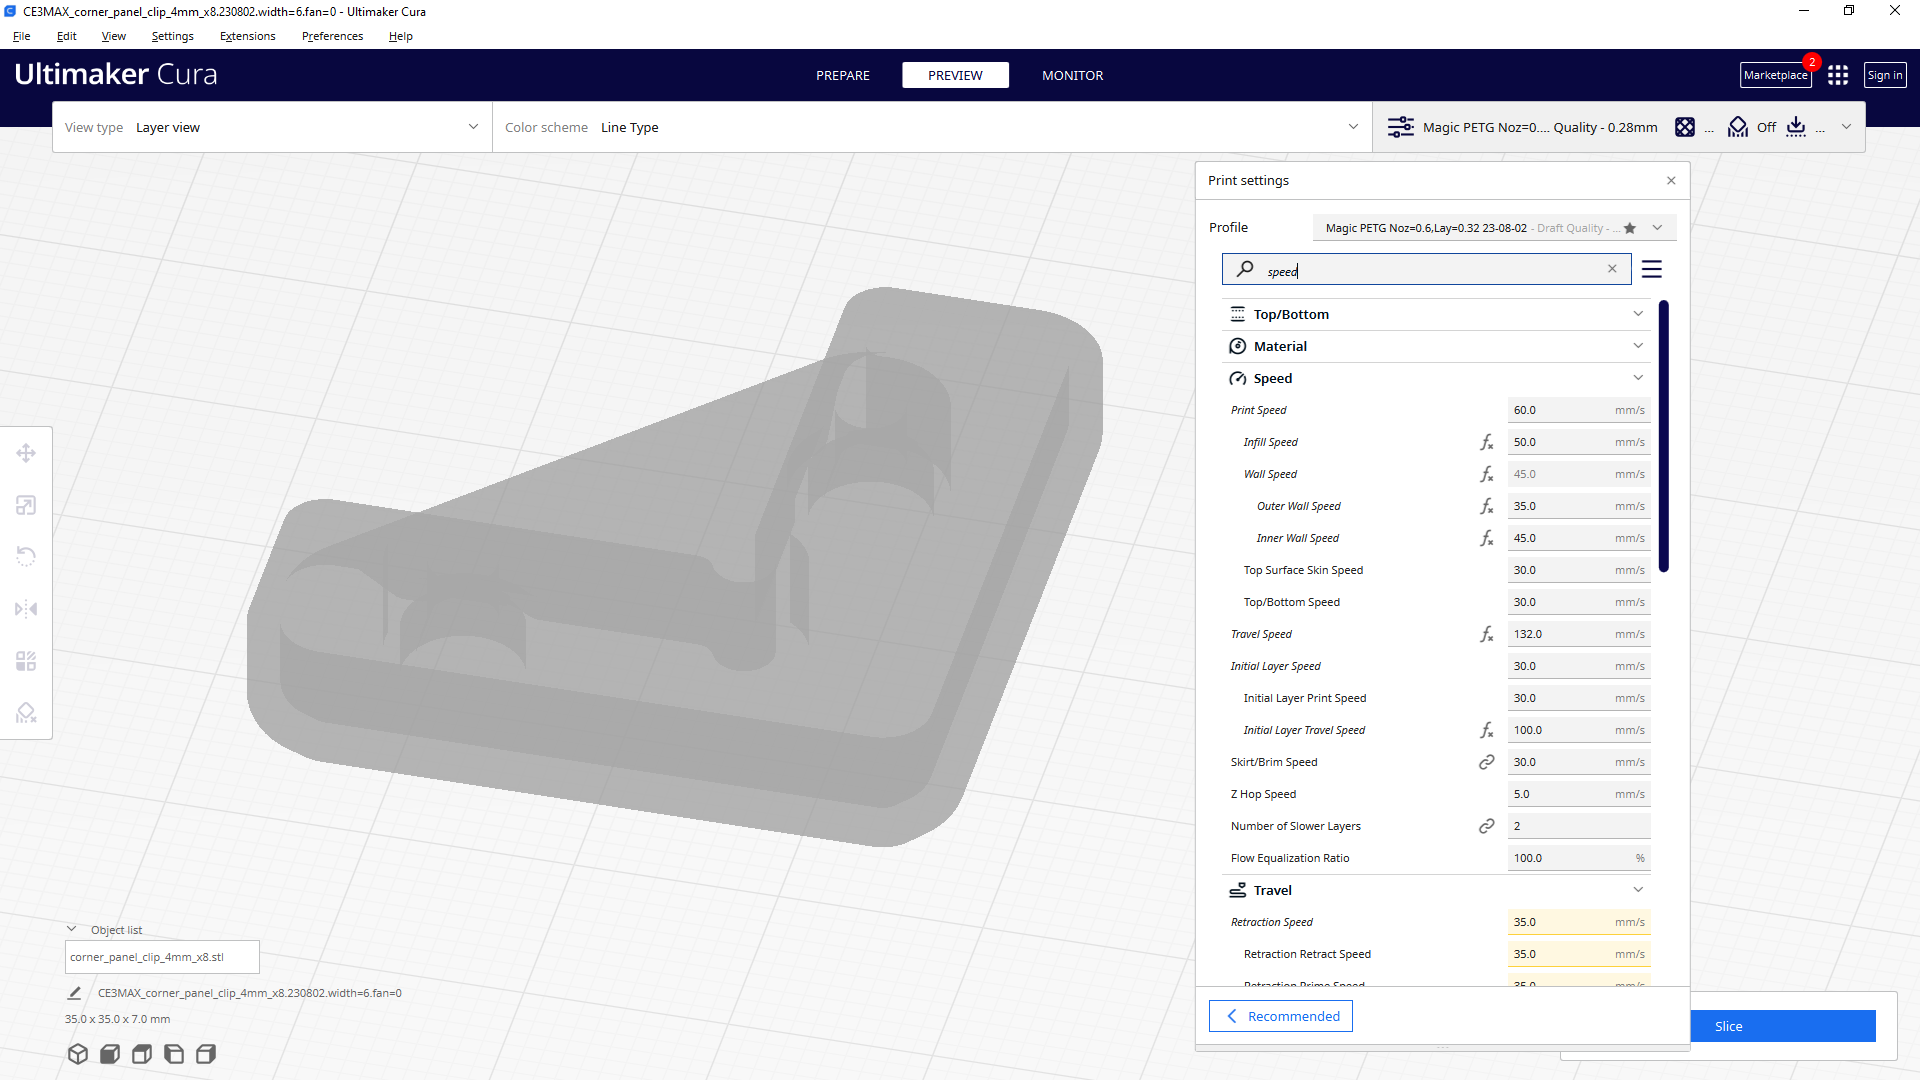 CE3MAX_corner_panel_clip_4mm_x8.230802.width=6.fan=0 - Ultimaker Cura
File Edit View Settings Extensions Preferences Help
Ultimaker Cura
PREPARE PREVIEW MONITOR
Marketplace 2 Sign in
View type Layer view
Color scheme Line Type
Magic PETG Noz=0.... Quality - 0.28mm ... Off ...
Print settings
Profile Magic PETG Noz=0.6,Lay=0.32 23-08-02 - Draft Quality - ...
speed
Top/Bottom
Material
Speed
Print Speed 60.0 mm/s
Infill Speed 50.0 mm/s
Wall Speed 45.0 mm/s
Outer Wall Speed 35.0 mm/s
Inner Wall Speed 45.0 mm/s
Top Surface Skin Speed 30.0 mm/s
Top/Bottom Speed 30.0 mm/s
Travel Speed 132.0 mm/s
Initial Layer Speed 30.0 mm/s
Initial Layer Print Speed 30.0 mm/s
Initial Layer Travel Speed 100.0 mm/s
Skirt/Brim Speed 30.0 mm/s
Z Hop Speed 5.0 mm/s
Number of Slower Layers 2
Flow Equalization Ratio 100.0 %
Travel
Retraction Speed 35.0 mm/s
Retraction Retract Speed 35.0 mm/s
Retraction Prime Speed 35.0 mm/s
Recommended
Slice
Object list
corner_panel_clip_4mm_x8.stl
CE3MAX_corner_panel_clip_4mm_x8.230802.width=6.fan=0
35.0 x 35.0 x 7.0 mm